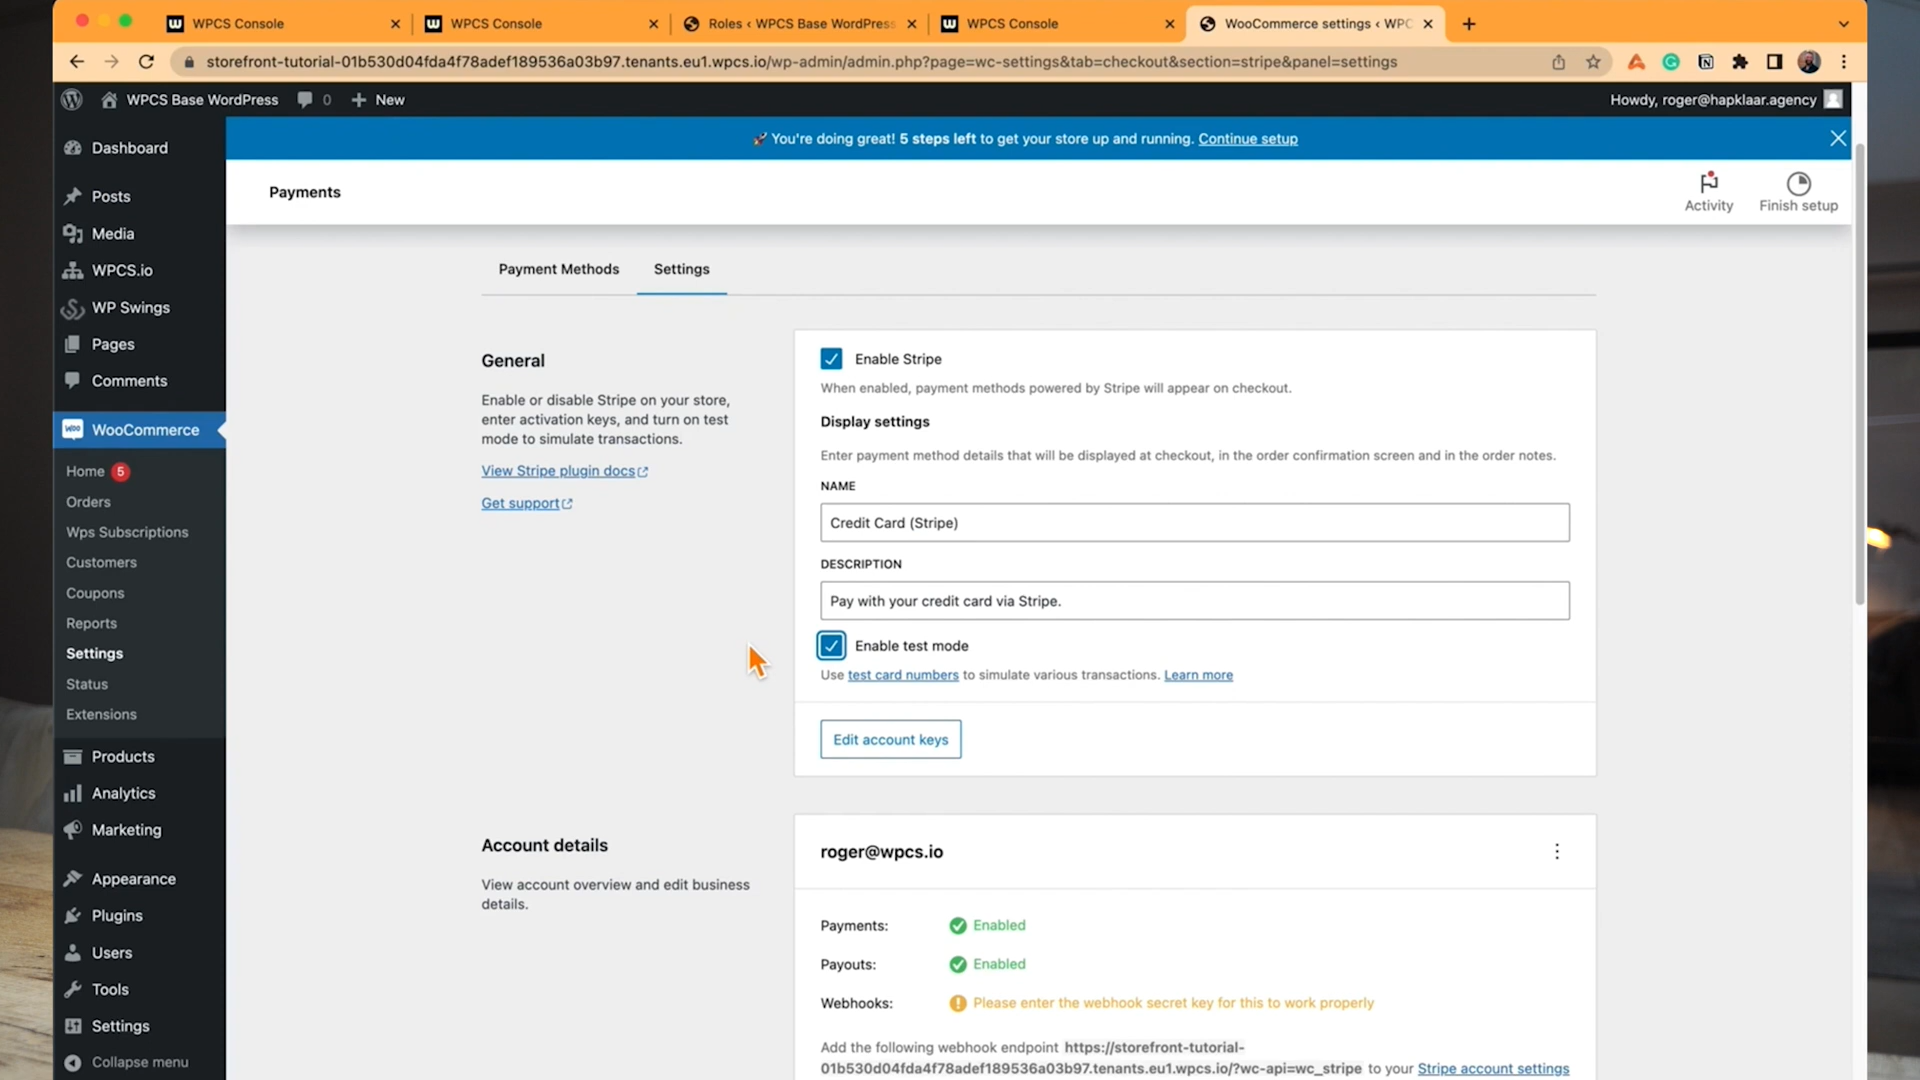 WPCS Console
WPCS Console
Roles < WPCS Base WordPress
WPCS Console
WooCommerce settings < WPC
storefront-tutorial-01b530d04fda4f78adef189536a03b97.tenants.eu1.wpcs.io/wp-admin/admin.php?page=wc-settings&tab=checkout&section=stripe&panel=settings
WPCS Base WordPress
0
New
Howdy, roger@hapklaar.agency
🚀 You're doing great! 5 steps left to get your store up and running. Continue setup
Payments
Activity
Finish setup
Dashboard
Posts
Media
WPCS.io
WP Swings
Pages
Comments
WooCommerce
Home 5
Orders
Wps Subscriptions
Customers
Coupons
Reports
Settings
Status
Extensions
Products
Analytics
Marketing
Appearance
Plugins
Users
Tools
Settings
Collapse menu
Payment Methods
Settings
General
Enable or disable Stripe on your store,
enter activation keys, and turn on test
mode to simulate transactions.
View Stripe plugin docs
Get support
Enable Stripe
When enabled, payment methods powered by Stripe will appear on checkout.
Display settings
Enter payment method details that will be displayed at checkout, in the order confirmation screen and in the order notes.
NAME
Credit Card (Stripe)
DESCRIPTION
Pay with your credit card via Stripe.
Enable test mode
Use test card numbers to simulate various transactions. Learn more
Edit account keys
Account details
View account overview and edit business
details.
roger@wpcs.io
Payments: Enabled
Payouts: Enabled
Webhooks: Please enter the webhook secret key for this to work properly
Add the following webhook endpoint https://storefront-tutorial-
01b530d04fda4f78adef189536a03b97.tenants.eu1.wpcs.io/?wc-api=wc_stripe to your Stripe account settings